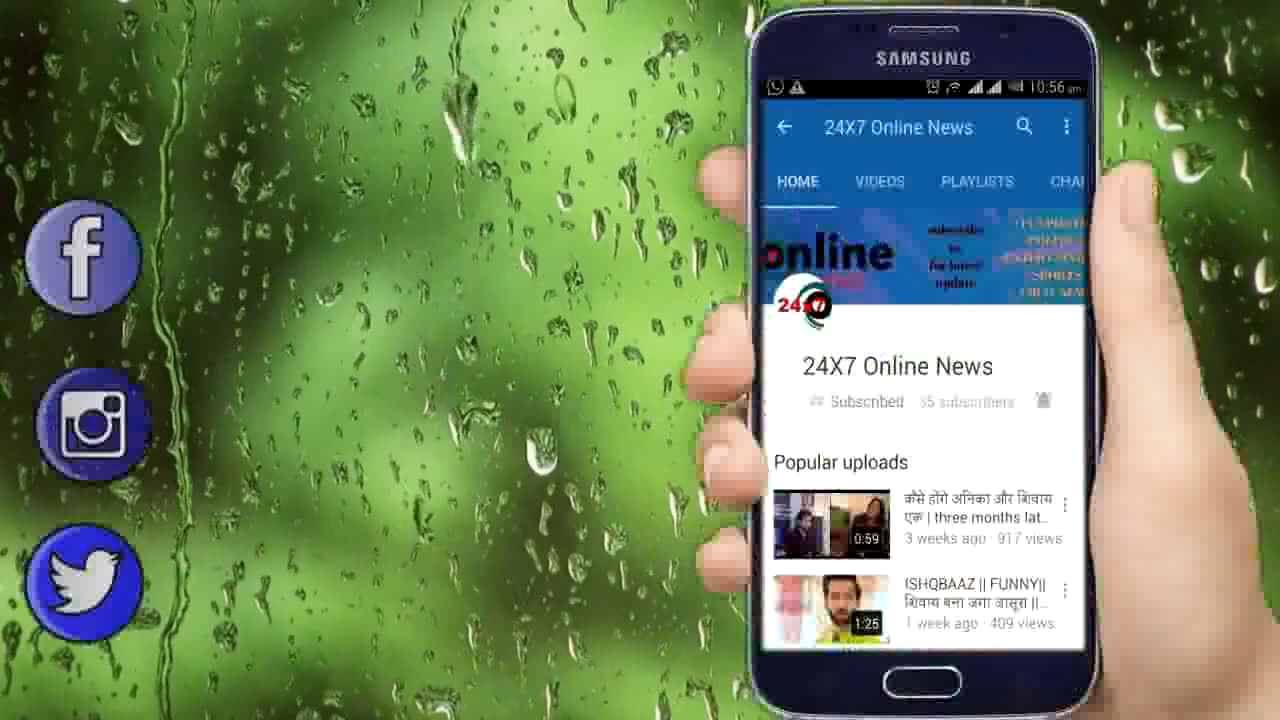 SAMSUNG
10:56 am
24X7 Online News
HOME VIDEOS PLAYLISTS CHA
online
subscribe
for latest
update
24x7
24X7 Online News
Subscribed 35 subscribers
Popular uploads
कैसे होंगे अनिका और शिवाय
एक | three months lat...
3 weeks ago · 917 views
0:59
ISHQBAAZ || FUNNY||
शिवाय बना जगा जासूस ||...
1 week ago · 409 views
1:25